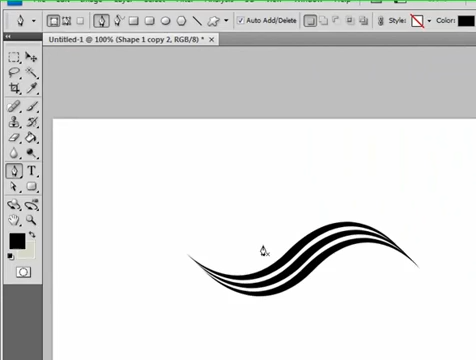 Auto Add/Delete
Style:
Color:
Untitled-1 @ 100% (Shape 1 copy 2, RGB/8) *
T